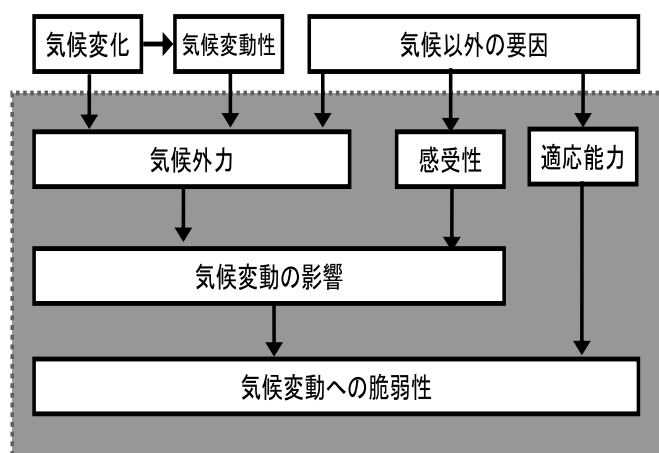 気候変化
気候変動性
気候以外の要因
気候外力
感受性
適応能力
気候変動の影響
気候変動への脆弱性